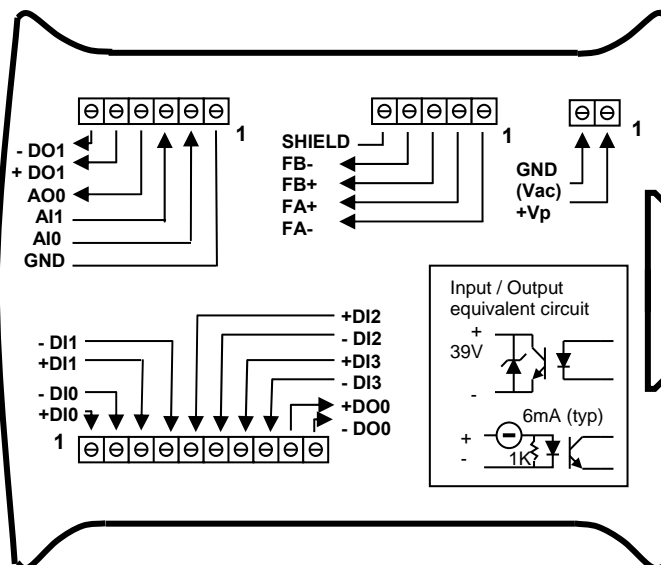 1
- DO1
+ DO1
AO0
AI1
AI0
GND
1
SHIELD
FB-
FB+
FA+
FA-
1
GND
(Vac)
+Vp
- DI1
+DI1
- DI0
+DI0
1
+DI2
- DI2
+DI3
- DI3
+DO0
- DO0
Input / Output
equivalent circuit
+
39V
-
6mA (typ)
+
-
1K